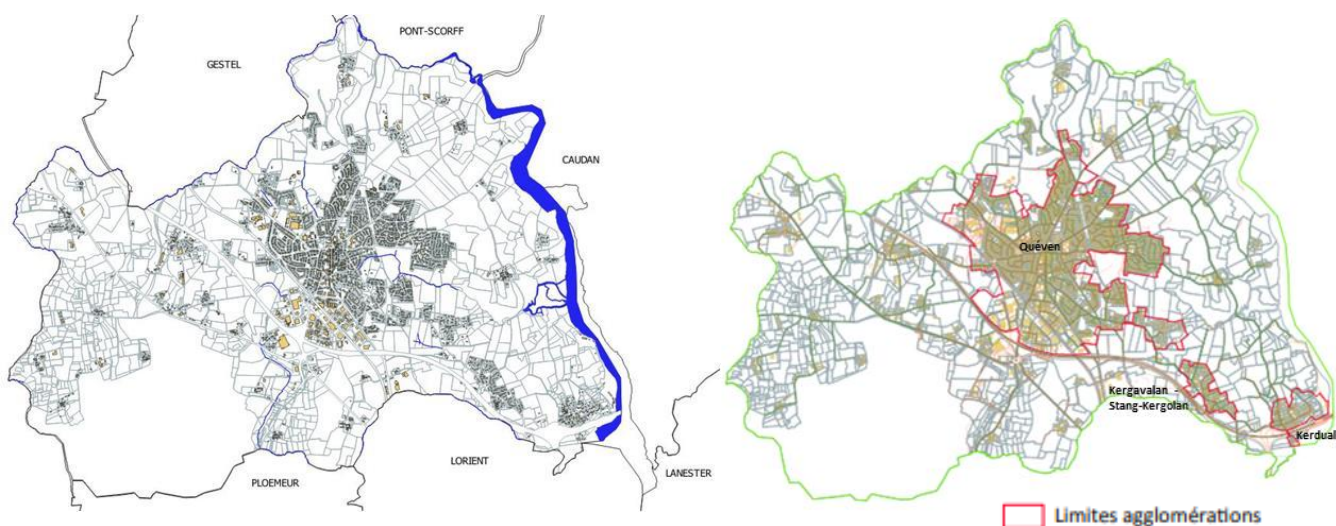 PONT-SCORFF
GESTEL
CAUDAN
PLOEMEUR
LORIENT
LANESTER
Quéven
Kergavalan -
Stang-Kergolan
Kerdual
Limites agglomérations